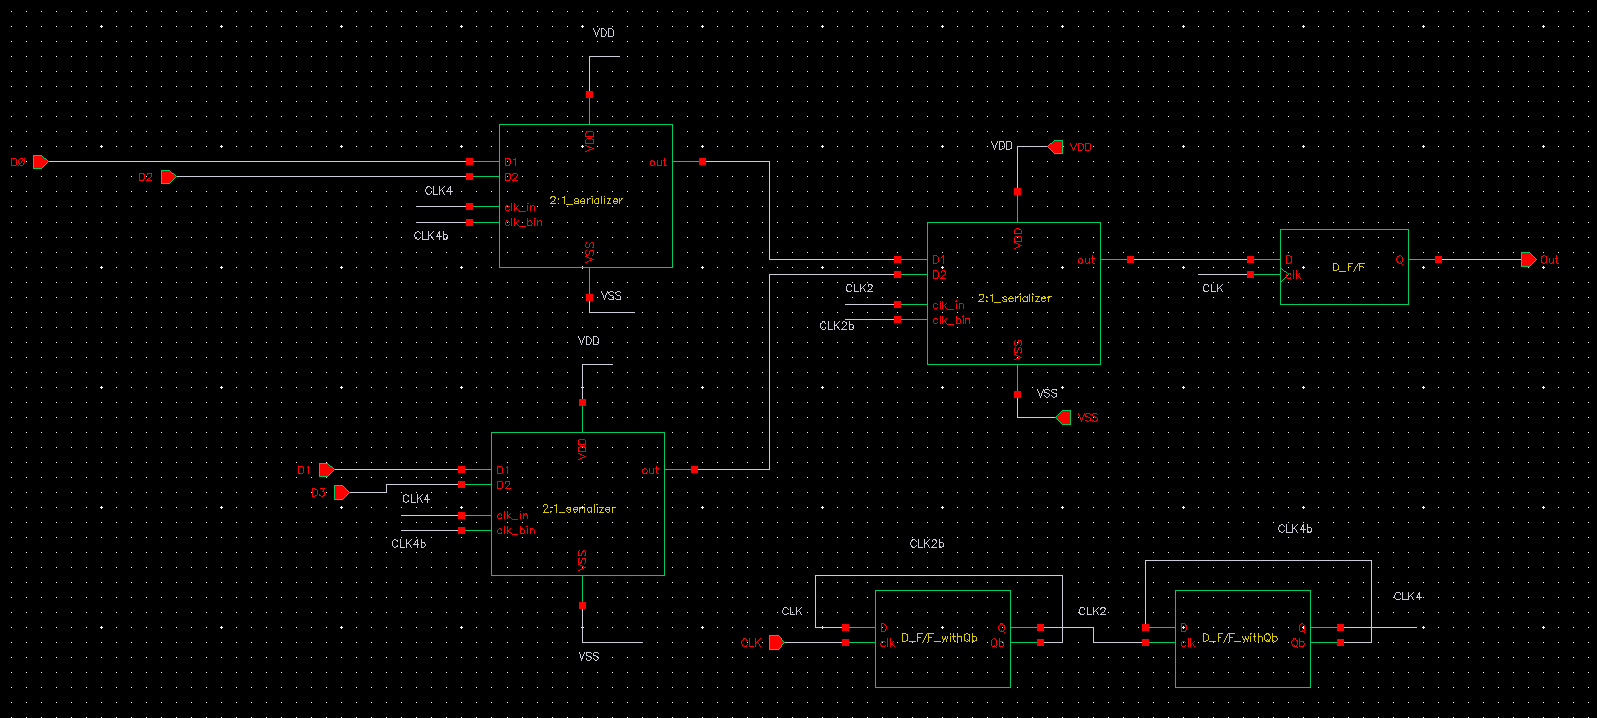 VDD
VDD
D0
D1
out
D2
D2
CLK4
2:1_serializer
clk_in
clk_bin
CLK4b
VSS
VSS
VDD
VDD
VDD
D1
out
D2
CLK2
2:1_serializer
clk_in
clk_bin
CLK2b
VSS
VSS
VSS
D
Q
Out
D_F/F
clk
CLK
VDD
VDD
D1
D1
out
D2
D3
CLK4
2:1_serializer
clk_in
clk_bin
CLK4b
VSS
VSS
CLK2b
CLK
D
Q
D_F/F_withQb
CLK
clk
Qb
CLK2
CLK4b
D
Q
D_F/F_withQb
clk
Qb
CLK4